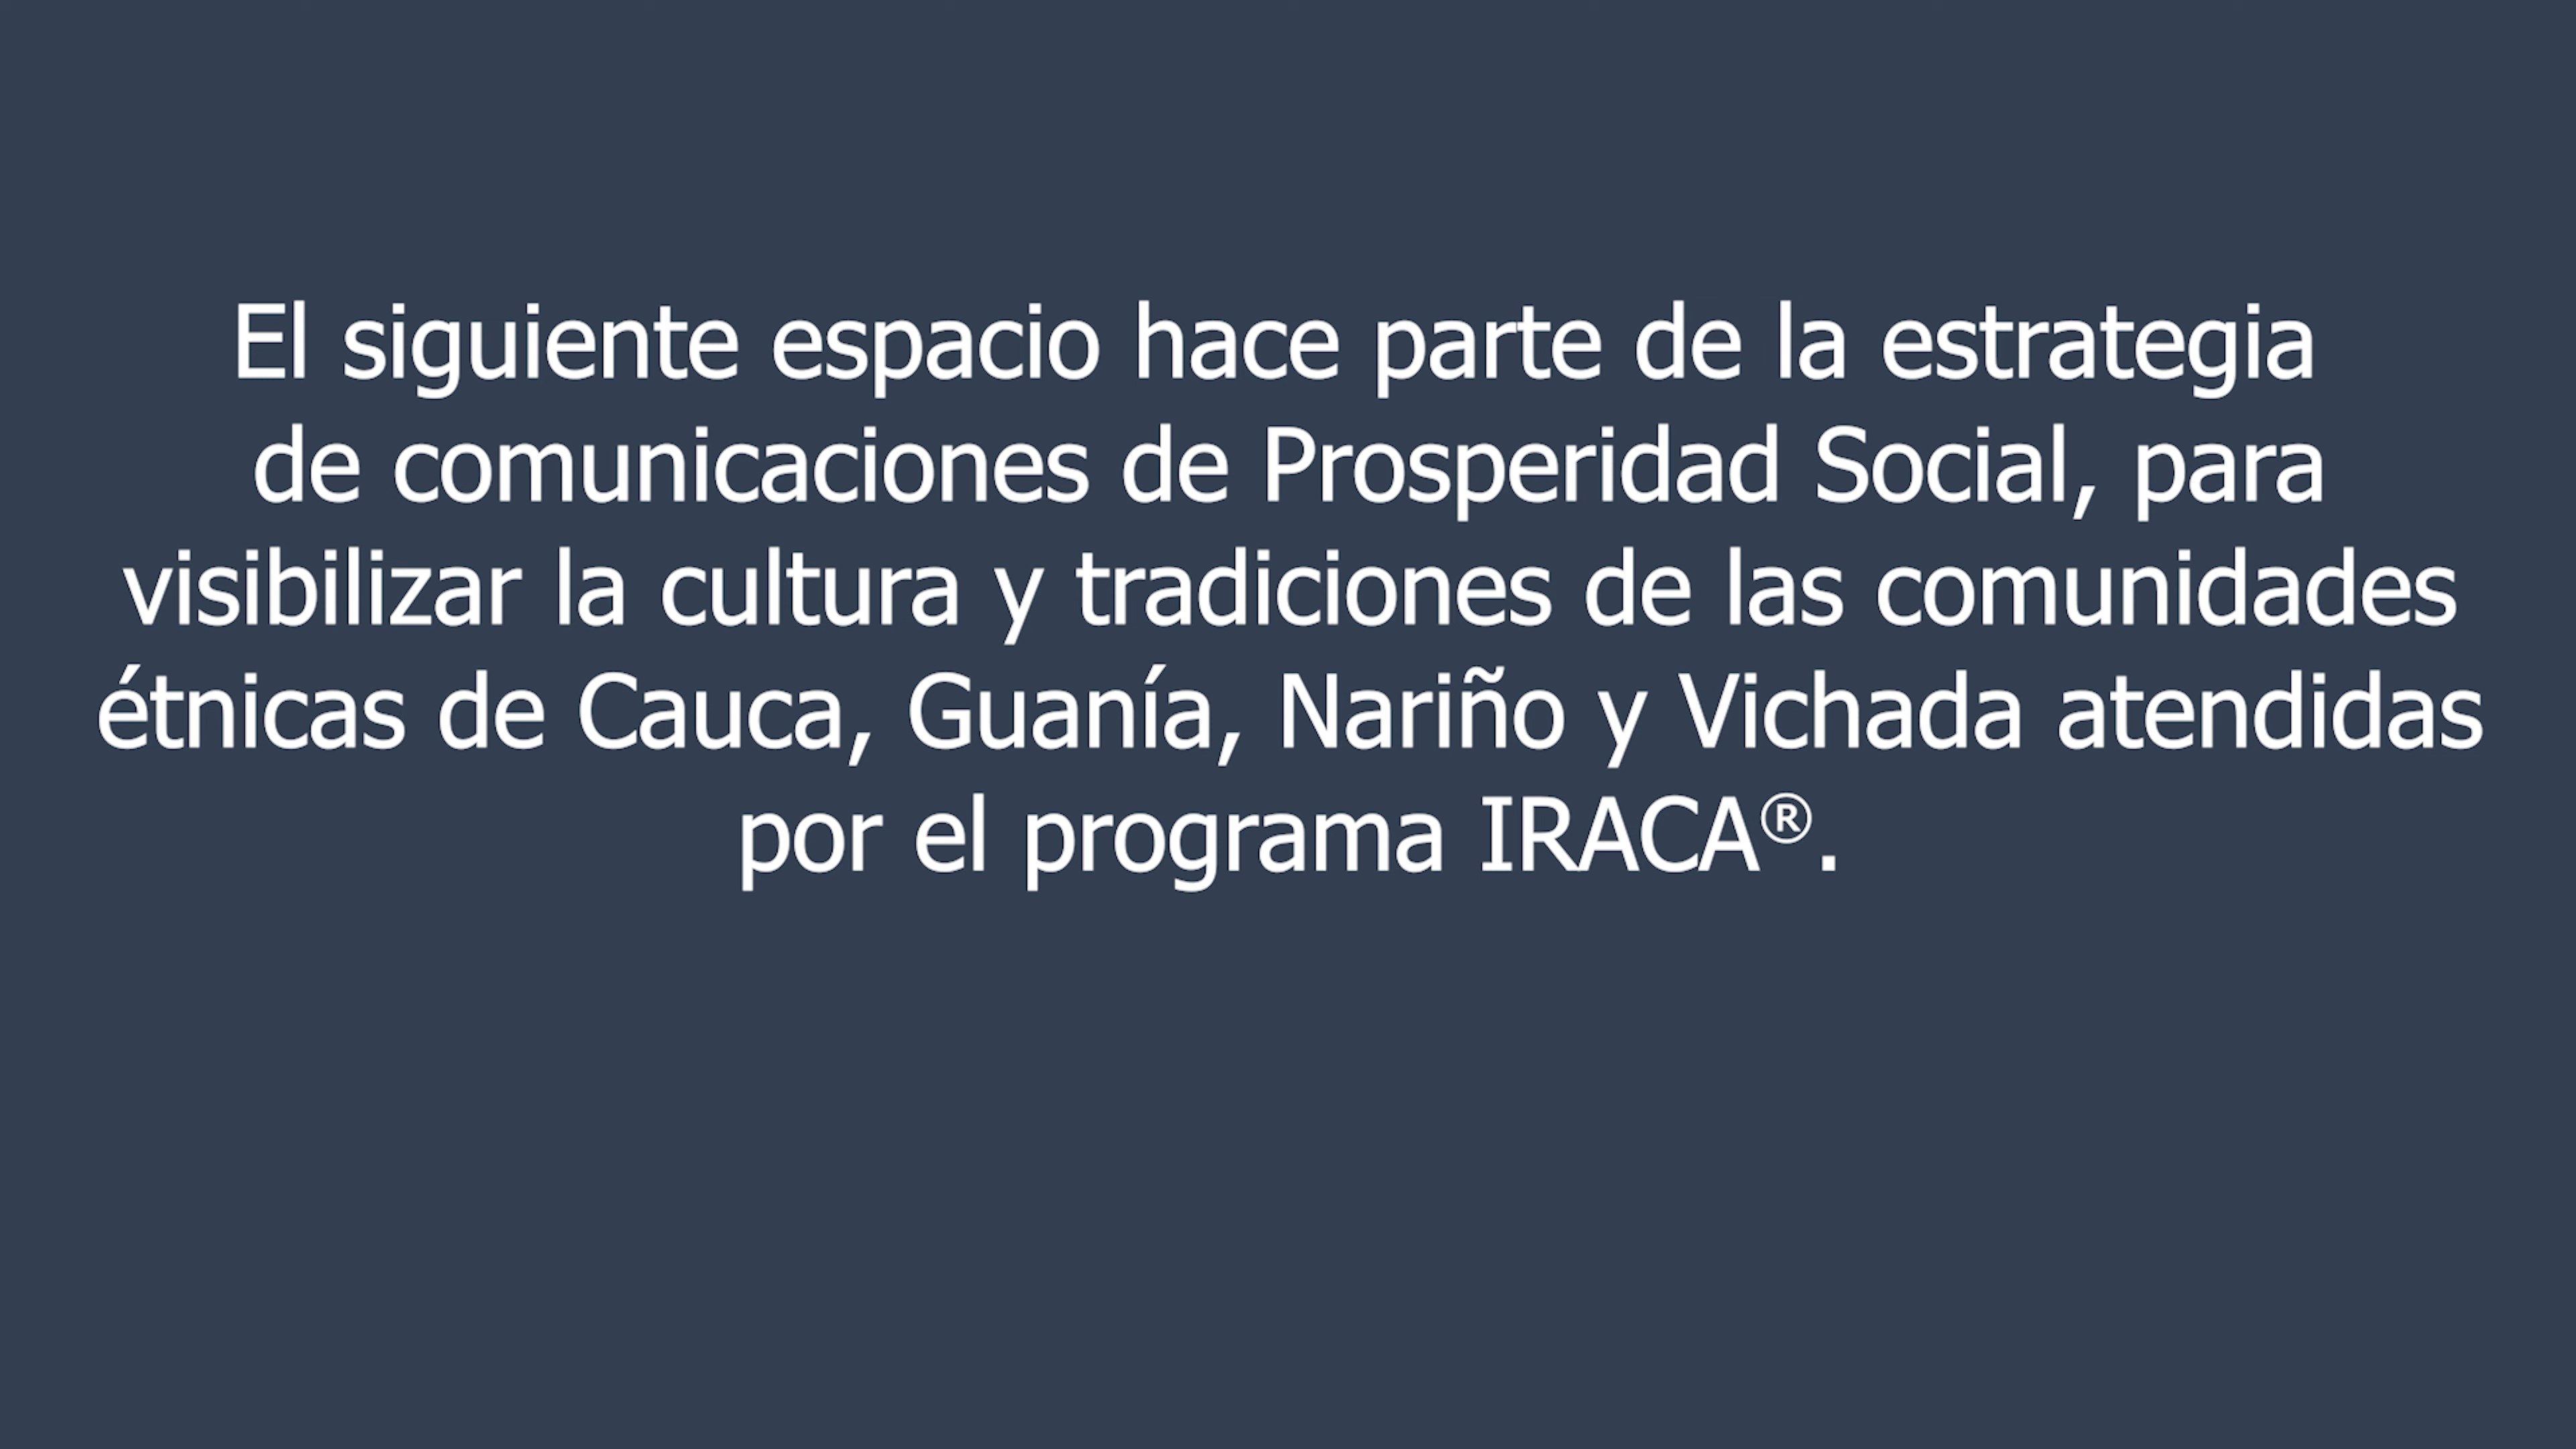 El siguiente espacio hace parte de la estrategia
de comunicaciones de Prosperidad Social, para
visibilizar la cultura y tradiciones de las comunidades
étnicas de Cauca, Guanía, Nariño y Vichada atendidas
por el programa IRACA®.